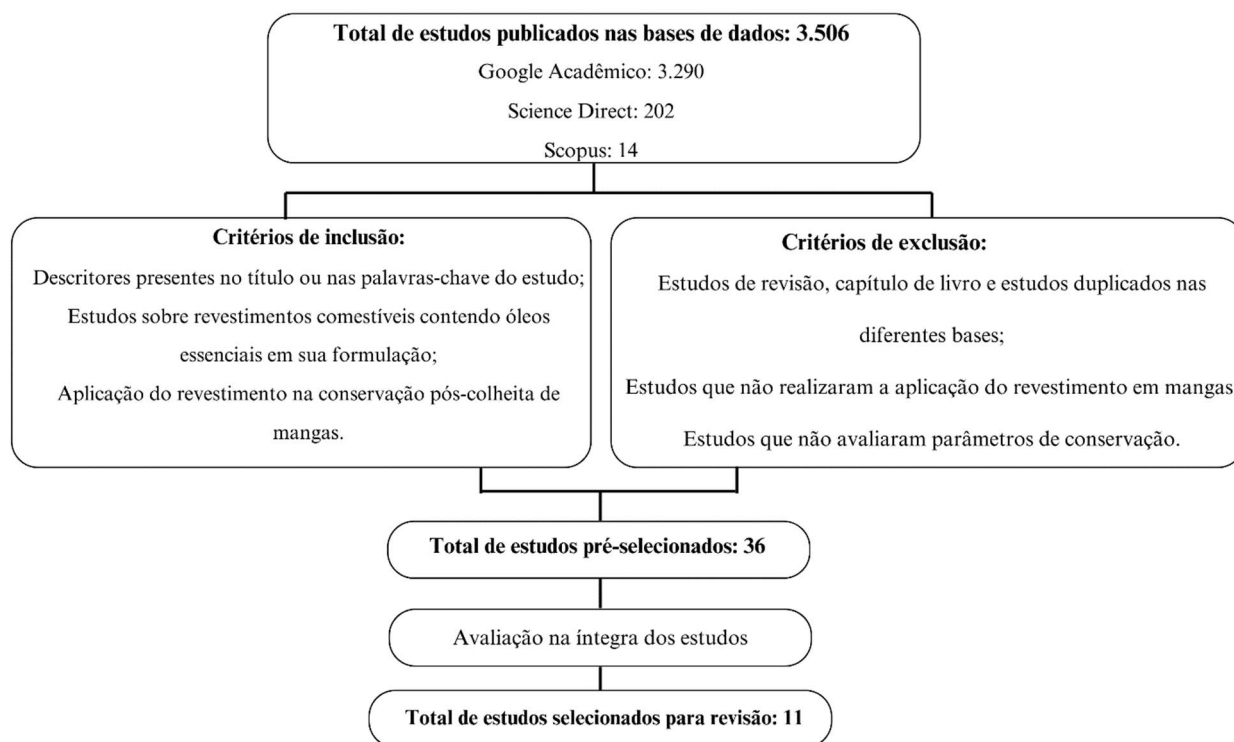 Total de estudos publicados nas bases de dados: 3.506
Google Acadêmico: 3.290
Science Direct: 202
Scopus: 14
Critérios de inclusão:
Descritores presentes no título ou nas palavras-chave do estudo;
Estudos sobre revestimentos comestíveis contendo óleos
essenciais em sua formulação;
Aplicação do revestimento na conservação pós-colheita de
mangas.
Critérios de exclusão:
Estudos de revisão, capítulo de livro e estudos duplicados nas
diferentes bases;
Estudos que não realizaram a aplicação do revestimento em mangas
Estudos que não avaliaram parâmetros de conservação.
Total de estudos pré-selecionados: 36
Avaliação na íntegra dos estudos
Total de estudos selecionados para revisão: 11